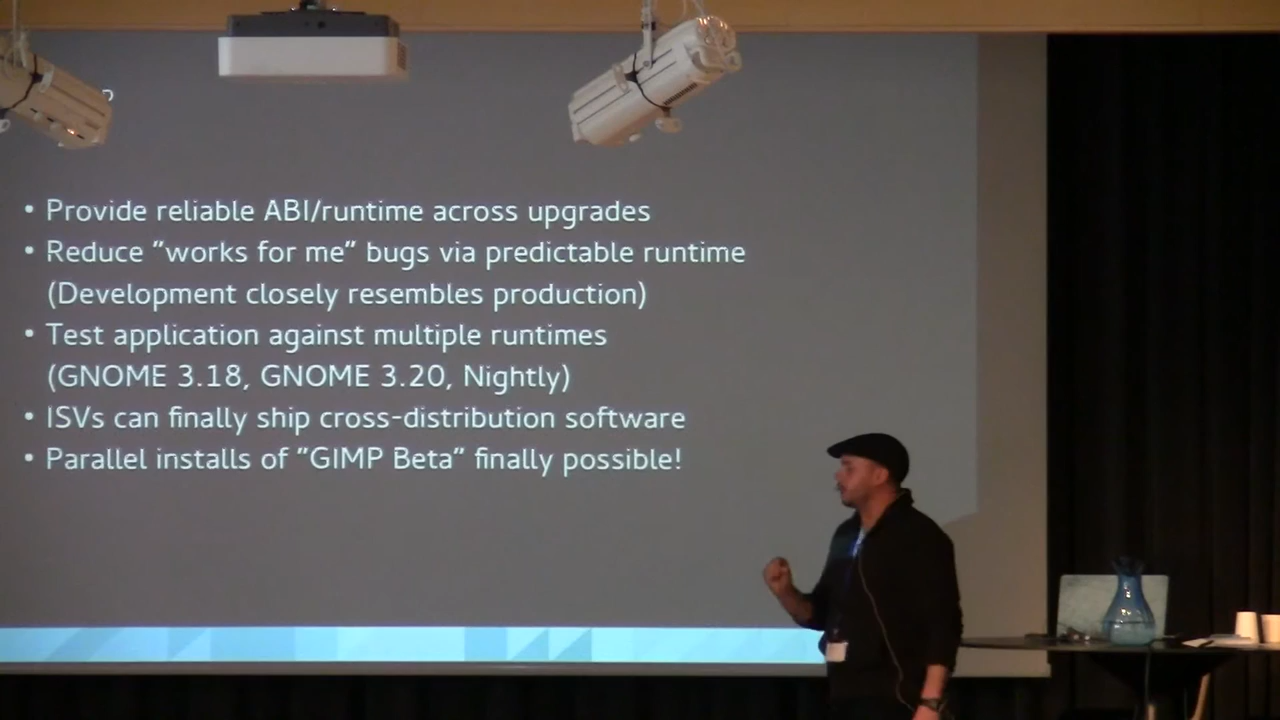 • Provide reliable ABI/runtime across upgrades
• Reduce "works for me" bugs via predictable runtime
(Development closely resembles production)
• Test application against multiple runtimes
(GNOME 3.18, GNOME 3.20, Nightly)
• ISVs can finally ship cross-distribution software
• Parallel installs of "GIMP Beta" finally possible!